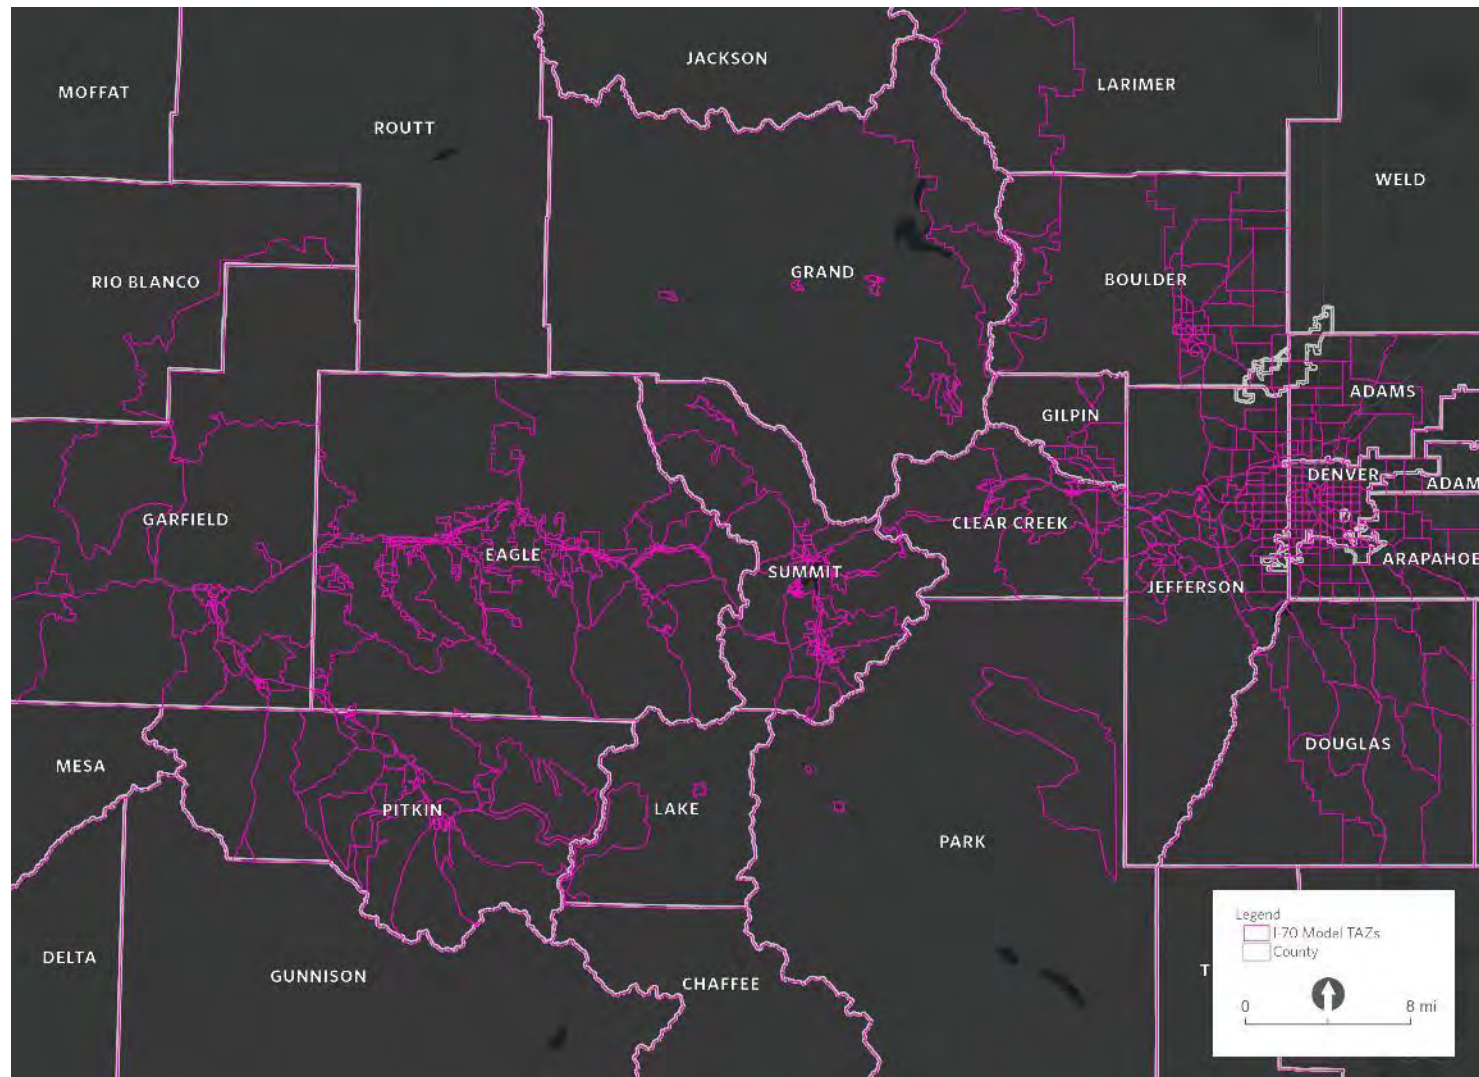 JACKSON
LARIMER
MOFFAT
ROUTT
WELD
RIO BLANCO
GRAND
BOULDER
ADAMS
GILPIN
DENVER
ADAM
GARFIELD
CLEAR CREEK
EAGLE
SUMMIT
ARAPAHOE
JEFFERSON
DOUGLAS
MESA
PITKIN
LAKE
PARK
DELTA
GUNNISON
CHAFFEE
T
Legend
I-70 Model TAZs
County
0 8 mi